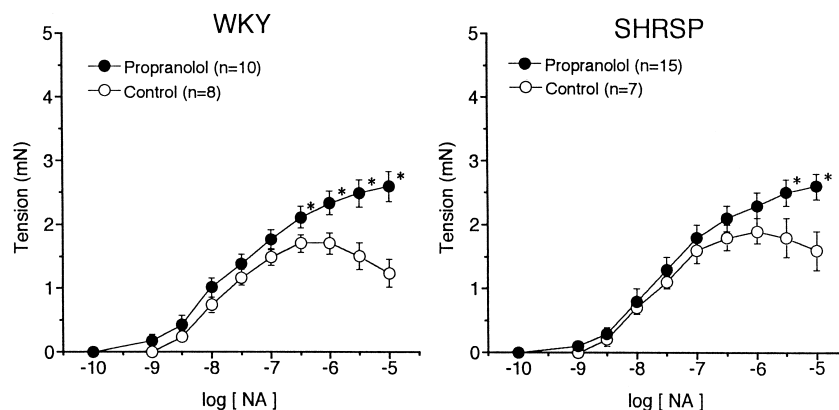 WKY
5
4
3
2
1
0
Tension (mN)
Propranolol (n=10)
Control (n=8)
* * * *
-10 -9 -8 -7 -6 -5
log [ NA ]
SHRSP
5
4
3
2
1
0
Tension (mN)
Propranolol (n=15)
Control (n=7)
* *
-10 -9 -8 -7 -6 -5
log [ NA ]